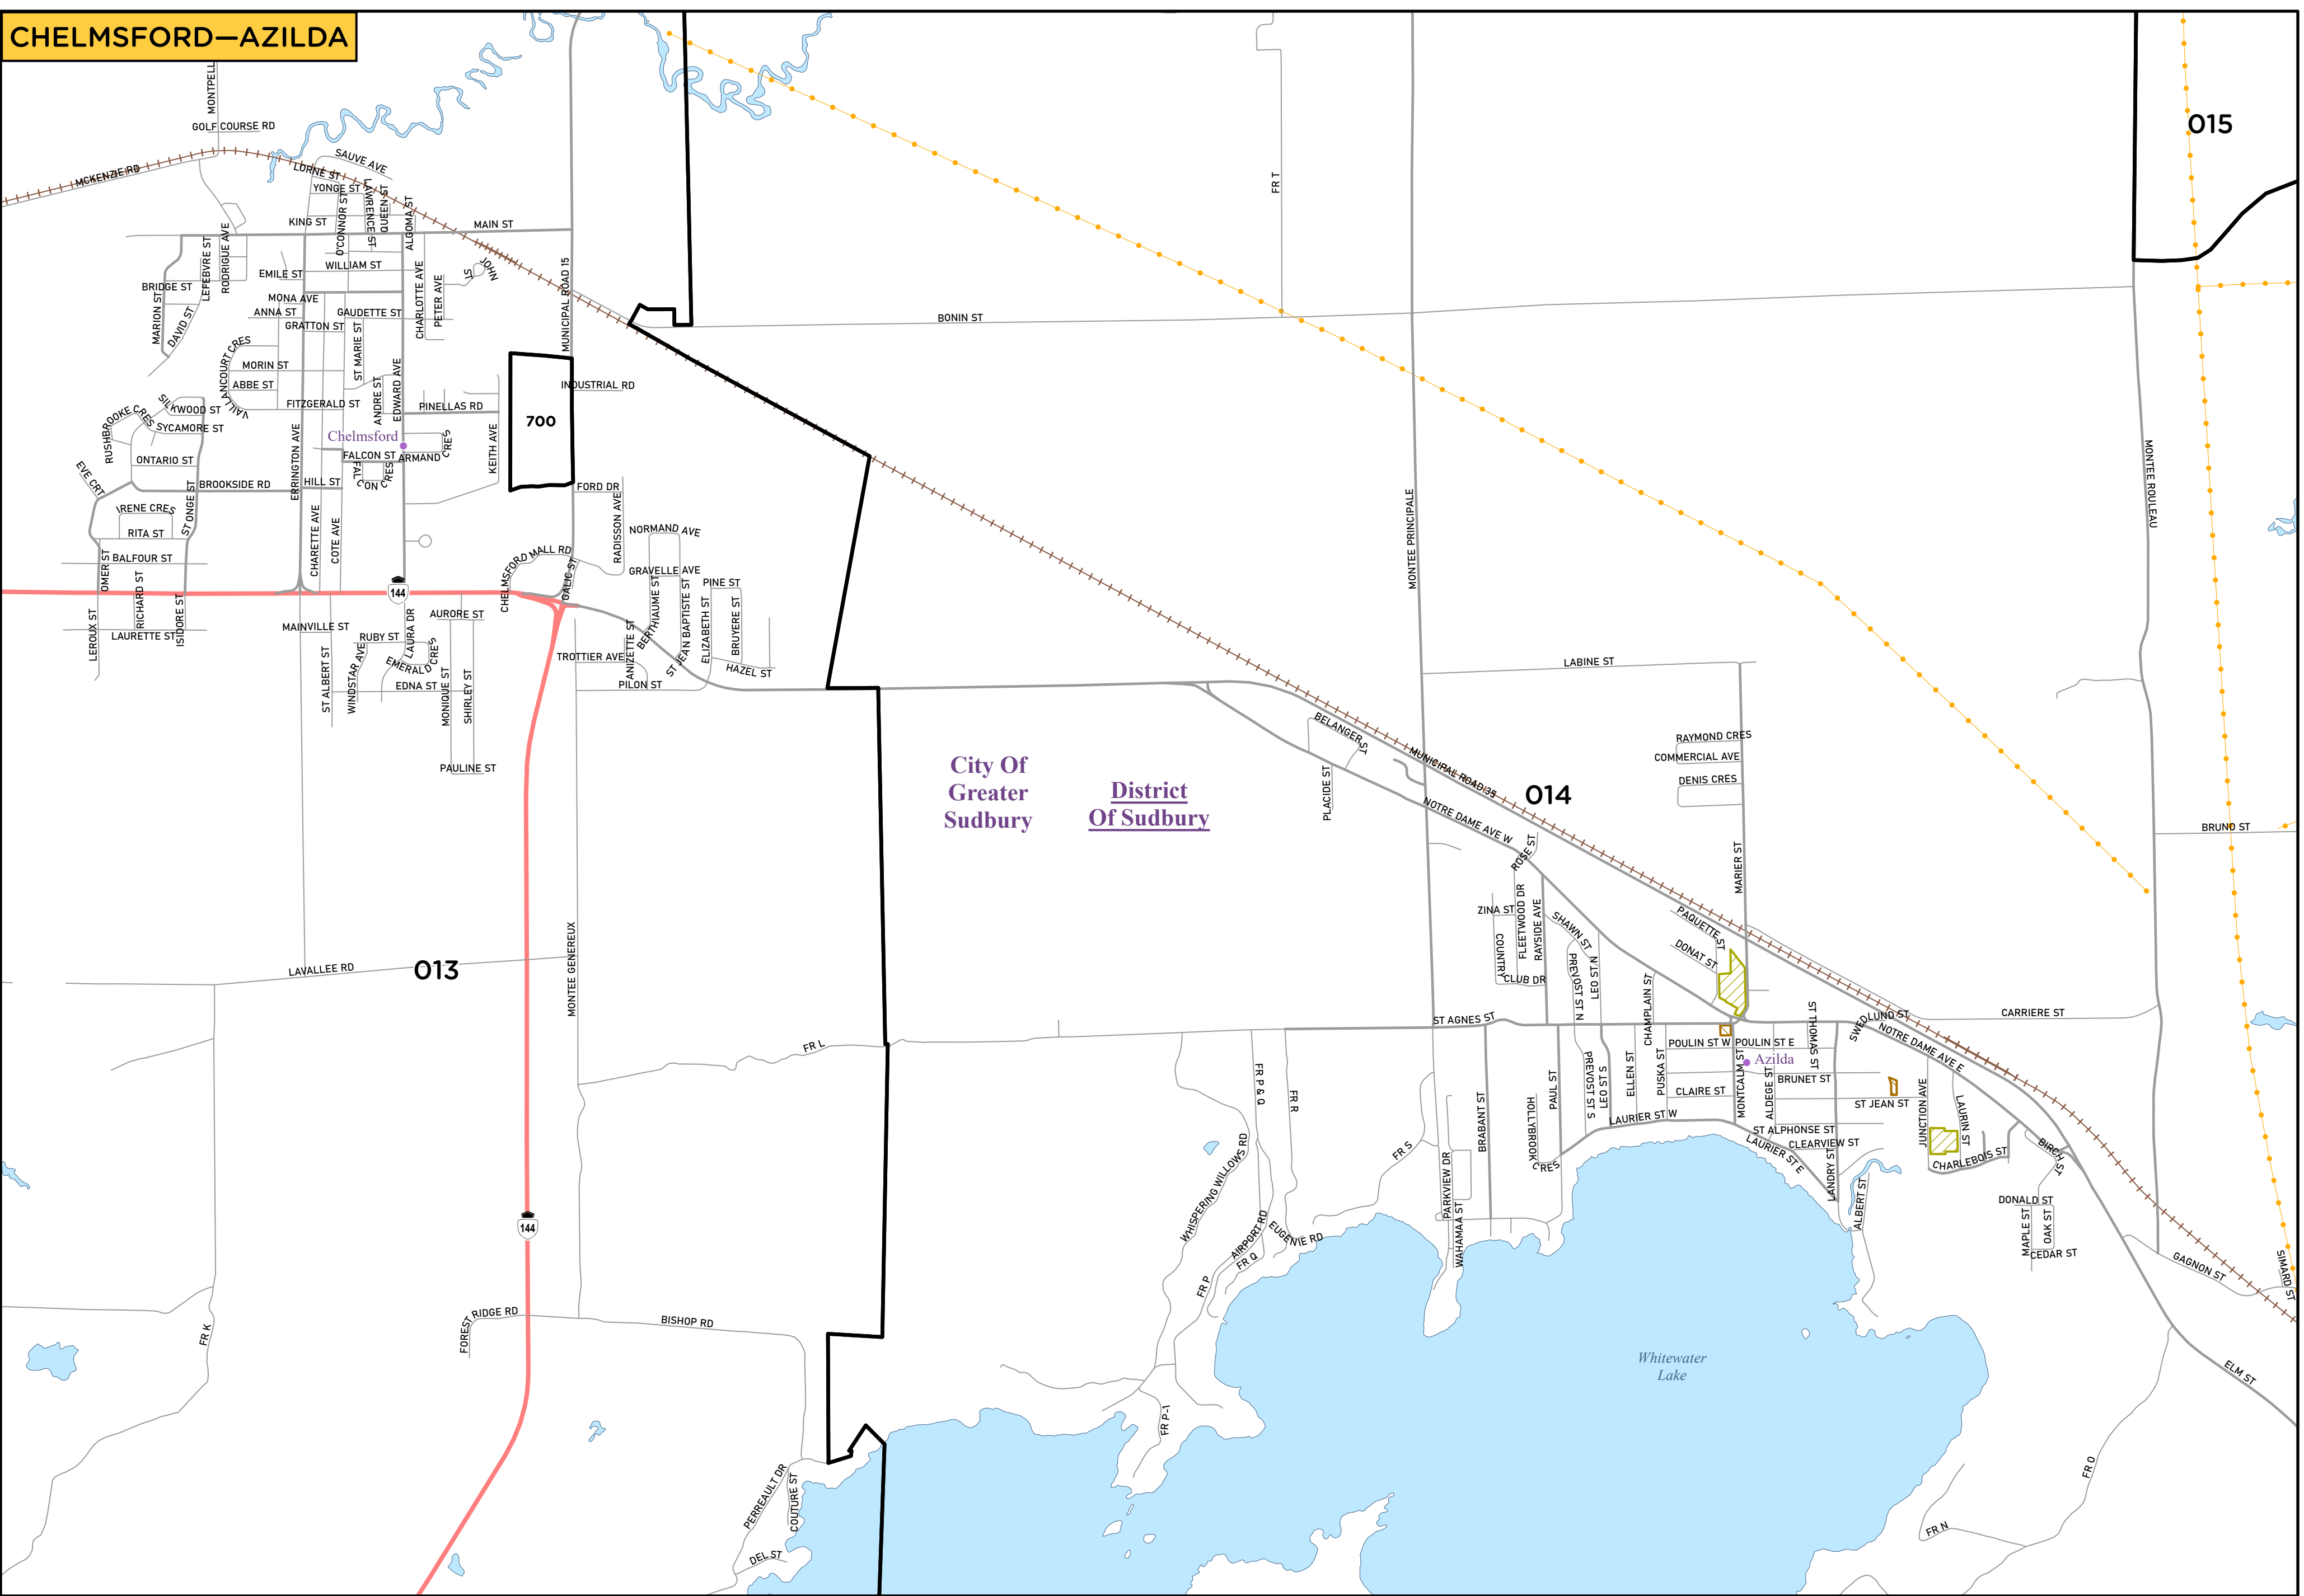 CHELMSFORD—AZILDA
MONTPELL
GOLF COURSE RD
MCKENZIE RD
SAUVE AVE
LORNE ST
YONGE ST
O'CONNOR ST
LAWRENCE ST
QUEEN ST
ALGOMA ST
KING ST
MAIN ST
LEFEBVRE ST
RODRIGUE AVE
EMILE ST
WILLIAM ST
CHARLOTTE AVE
PETER AVE
JOHN ST
BRIDGE ST
MARION ST
DAVID ST
MONA AVE
ANNA ST
GRATTON ST
GAUDETTE ST
ST MARIE ST
MUNICIPAL ROAD 15
VAILLANCOURT CRES
MORIN ST
ABBE ST
ANDRE ST
EDWARD AVE
FITZGERALD ST
PINELLAS RD
INDUSTRIAL RD
700
RUSHBROOKE CRES
SILKWOOD ST
SYCAMORE ST
ONTARIO ST
EVE CRT
BROOKSIDE RD
ST ONGE ST
ERRINGTON AVE
Chelmsford
FALCON ST
ARMAND CRES
FALCON CRES
HILL ST
KEITH AVE
IRENE CRES
RITA ST
BALFOUR ST
OMER ST
RICHARD ST
ISIDORE ST
LEROUX ST
LAURETTE ST
CHARETTE AVE
COTE AVE
144
FORD DR
RADISSON AVE
NORMAND AVE
CHELMSFORD MALL RD
GALIC ST
GRAVELLE AVE
PINE ST
BERTHIAUME ST
ST JEAN BAPTISTE ST
ELIZABETH ST
BRUYERE ST
ANIZETTE ST
TROTTIER AVE
HAZEL ST
PILON ST
MAINVILLE ST
ST ALBERT ST
WINDSTAR AVE
RUBY ST
LAURA DR
EMERALD CRES
AURORE ST
EDNA ST
MONIQUE ST
SHIRLEY ST
PAULINE ST
LAVALLEE RD
013
MONTEE GENEREUX
FR L
144
FR K
FOREST RIDGE RD
BISHOP RD
PERREAULT DR
COUTURE ST
DEL ST
FR T
BONIN ST
MONTEE PRINCIPALE
015
MONTEE ROULEAU
City Of
Greater
Sudbury
District
Of Sudbury
LABINE ST
BELANGER ST
PLACIDE ST
MUNICIPAL ROAD 35
NOTRE DAME AVE W
014
RAYMOND CRES
COMMERCIAL AVE
DENIS CRES
MARIER ST
BRUNO ST
ROSE ST
ZINA ST
FLEETWOOD DR
RAYSIDE AVE
COUNTRY CLUB DR
SHAWN ST
PREVOST ST N
LEO ST N
CHAMPLAIN ST
PAQUETTE ST
DONAT ST
ST AGNES ST
POULIN ST W
POULIN ST E
ST THOMAS ST
SWEDLUND ST
CARRIERE ST
NOTRE DAME AVE E
Azilda
ELLEN ST
PUSKA ST
CLAIRE ST
MONTCALM ST
ALDEGE ST
BRUNET ST
ST JEAN ST
JUNCTION AVE
LAURIN ST
PAUL ST
PREVOST ST S
LEO ST S
HOLLYBROOK CRES
BRABANT ST
LAURIER ST W
ST ALPHONSE ST
CLEARVIEW ST
LAURIER ST E
LANDRY ST
ALBERT ST
CHARLEBOIS ST
BIRCH ST
DONALD ST
MAPLE ST
OAK ST
CEDAR ST
GAGNON ST
SIMARD ST
ELM ST
FR P & Q
FR R
FR S
WHISPERING WILLOWS RD
AIRPORT RD
EUGENIE RD
FR Q
FR P
FR P-1
PARKVIEW DR
WAHAMAA ST
Whitewater
Lake
FR O
FR N